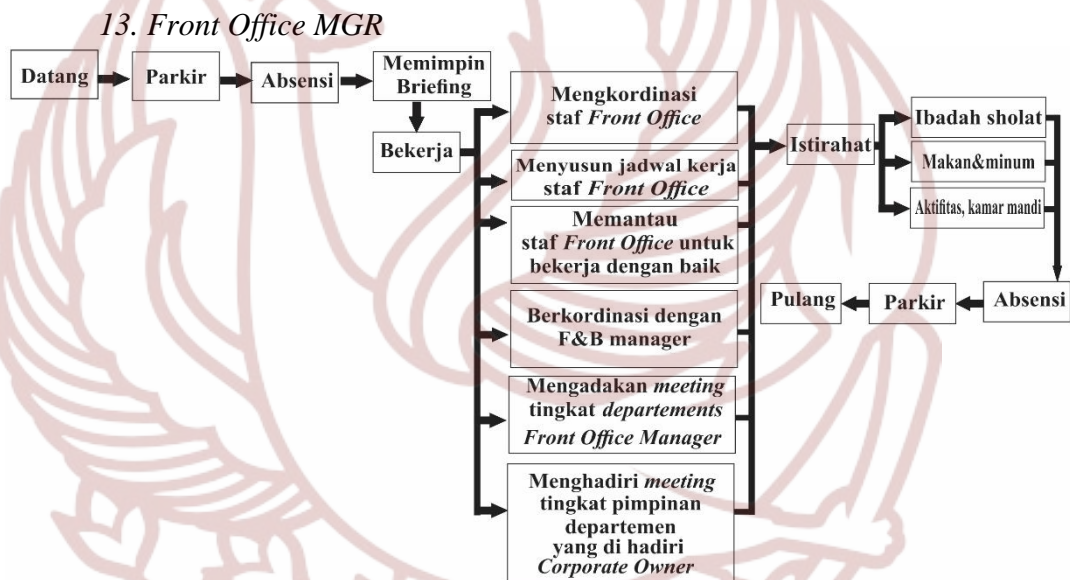 13. Front Office MGR
Datang
Parkir
Absensi
Memimpin
Briefing
Bekerja
Mengkordinasi
staf Front Office
Menyusun jadwal kerja
staf Front Office
Memantau
staf Front Office untuk
bekerja dengan baik
Berkordinasi dengan
F&B manager
Mengadakan meeting
tingkat departements
Front Office Manager
Menghadiri meeting
tingkat pimpinan
departemen
yang di hadiri
Corporate Owner
Istirahat
Ibadah sholat
Makan&minum
Aktifitas, kamar mandi
Absensi
Parkir
Pulang